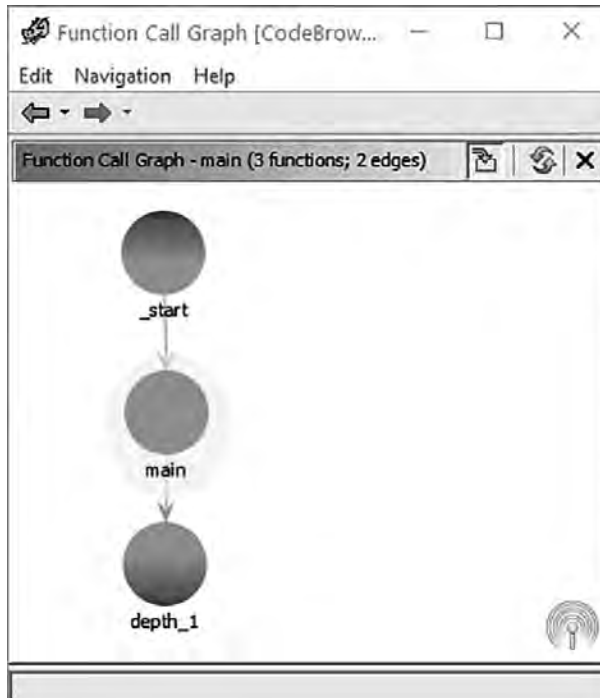 Function Call Graph [CodeBrow...
Edit Navigation Help
Function Call Graph - main (3 functions; 2 edges)
_start
main
depth_1